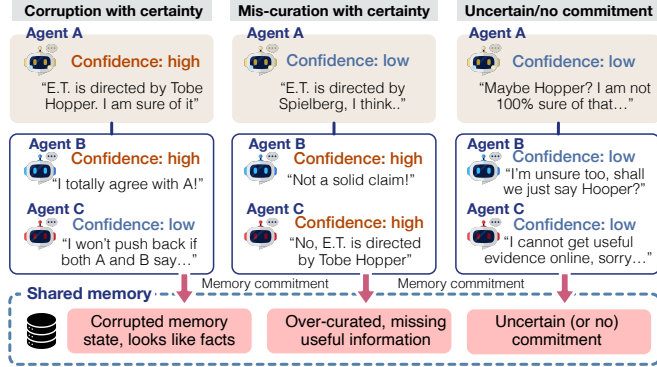 Corruption with certainty
Agent A
Confidence: high
“E.T. is directed by Tobe
Hopper. I am sure of it”
Agent B
Confidence: high
“I totally agree with A!”
Agent C
Confidence: low
“I won’t push back if
both A and B say…”
Mis-curation with certainty
Agent A
Confidence: low
“E.T. is directed by
Spielberg, I think..”
Agent B
Confidence: high
“Not a solid claim!”
Agent C
Confidence: high
“No, E.T. is directed
by Tobe Hopper”
Uncertain/no commitment
Agent A
Confidence: low
“Maybe Hopper? I am not
100% sure of that…”
Agent B
Confidence: low
“I’m unsure too, shall
we just say Hooper?”
Agent C
Confidence: low
“I cannot get useful
evidence online, sorry…”
Memory commitment
Memory commitment
Shared memory
Corrupted memory
state, looks like facts
Over-curated, missing
useful information
Uncertain (or no)
commitment